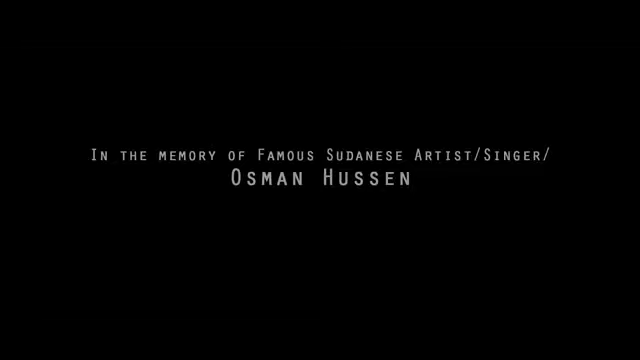 In the memory of Famous Sudanese Artist/Singer/
Osman Hussen